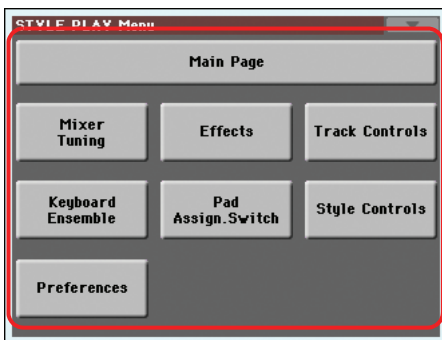 STYLE PLAY Menu
Main Page
Mixer
Tuning
Effects
Track Controls
Keyboard
Ensemble
Pad
Assign.Switch
Style Controls
Preferences